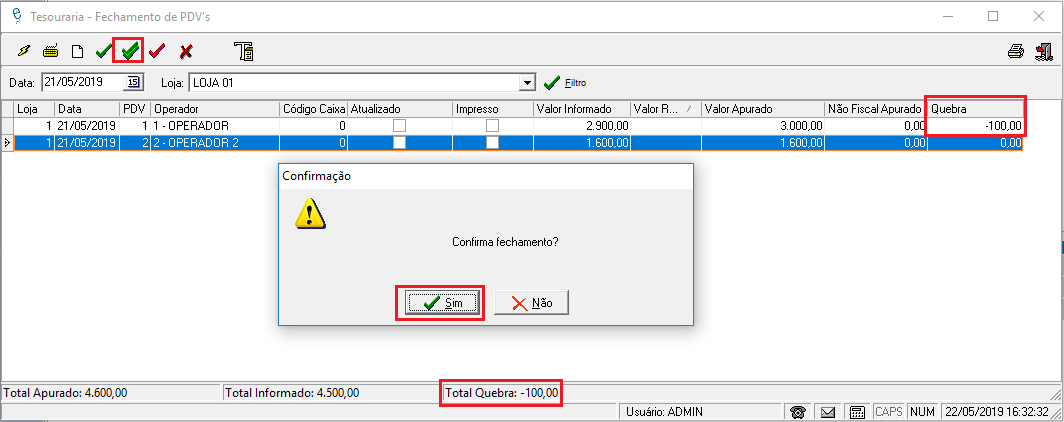 Tesouraria - Fechamento de PDV's
Data: 21/05/2019 15 Loja: LOJA 01 Filtro
Loja Data PDV Operador Código Caixa Atualizado Impresso Valor Informado Valor R... Valor Apurado Não Fiscal Apurado Quebra
1 21/05/2019 1 1 - OPERADOR 0 2.900,00 3.000,00 0,00 -100,00
1 21/05/2019 2 2 - OPERADOR 2 0 1.600,00 1.600,00 0,00 0,00
Confirmação
Confirma fechamento?
Sim Não
Total Apurado: 4.600,00 Total Informado: 4.500,00 Total Quebra: -100,00
Usuário: ADMIN CAPS NUM 22/05/2019 16:32:32